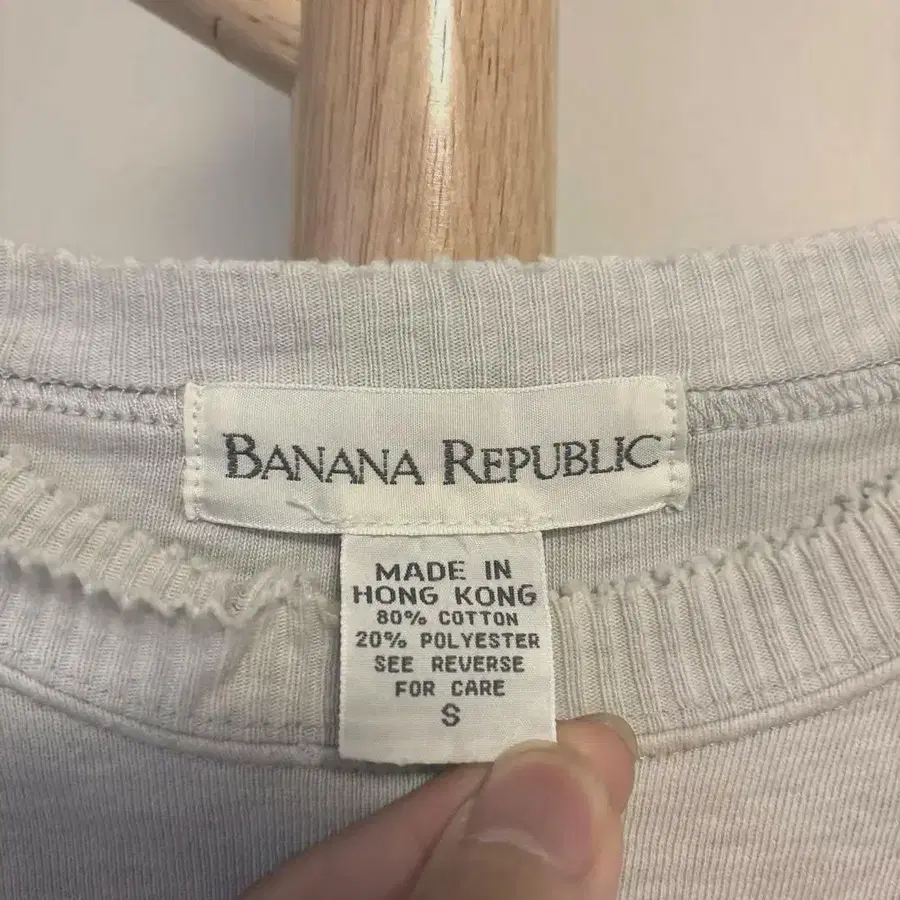 BANANA REPUBLIC
MADE IN
HONG KONG
80% COTTON
20% POLYESTER
SEE REVERSE
FOR CARE
S